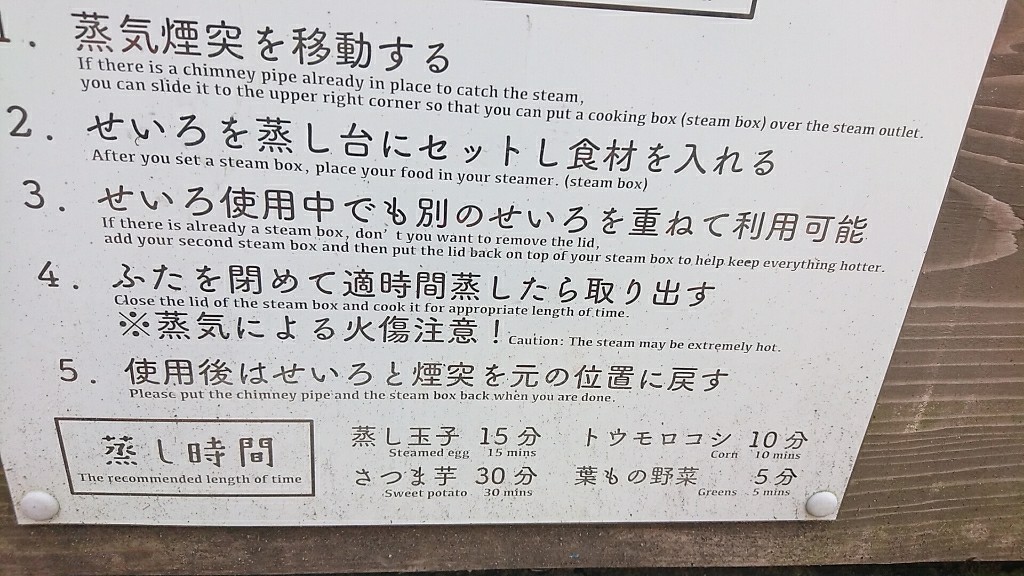 1. 蒸気煙突を移動する
If there is a chimney pipe already in place to catch the steam,
you can slide it to the upper right corner so that you can put a cooking box (steam box) over the steam outlet.
2. せいろを蒸し台にセットし食材を入れる
After you set a steam box, place your food in your steamer. (steam box)
3. せいろ使用中でも別のせいろを重ねて利用可能
If there is already a steam box, don't you want to remove the lid,
add your second steam box and then put the lid back on top of your steam box to help keep everything hotter.
4. ふたを閉めて適時間蒸したら取り出す
Close the lid of the steam box and cook it for appropriate length of time.
※蒸気による火傷注意！ Caution: The steam may be extremely hot.
5. 使用後はせいろと煙突を元の位置に戻す
Please put the chimney pipe and the steam box back when you are done.
蒸し時間
The recommended length of time
蒸し玉子 15分 トウモロコシ 10分
Steamed egg 15 mins Corn 10 mins
さつま芋 30分 葉もの野菜 5分
Sweet potato 30 mins Greens 5 mins